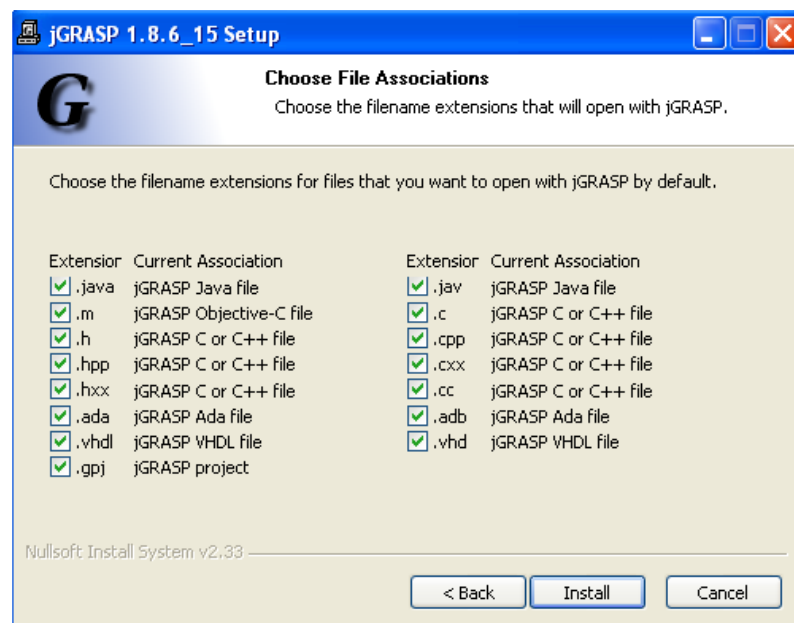 jGRASP 1.8.6_15 Setup
G
Choose File Associations
Choose the filename extensions that will open with jGRASP.
Choose the filename extensions for files that you want to open with jGRASP by default.
Extension Current Association Extension Current Association
.java jGRASP Java file .jav jGRASP Java file
.m jGRASP Objective-C file .c jGRASP C or C++ file
.h jGRASP C or C++ file .cpp jGRASP C or C++ file
.hpp jGRASP C or C++ file .cxx jGRASP C or C++ file
.hxx jGRASP C or C++ file .cc jGRASP C or C++ file
.ada jGRASP Ada file .adb jGRASP Ada file
.vhdl jGRASP VHDL file .vhd jGRASP VHDL file
.gpj jGRASP project
Nullsoft Install System v2.33
< Back Install Cancel